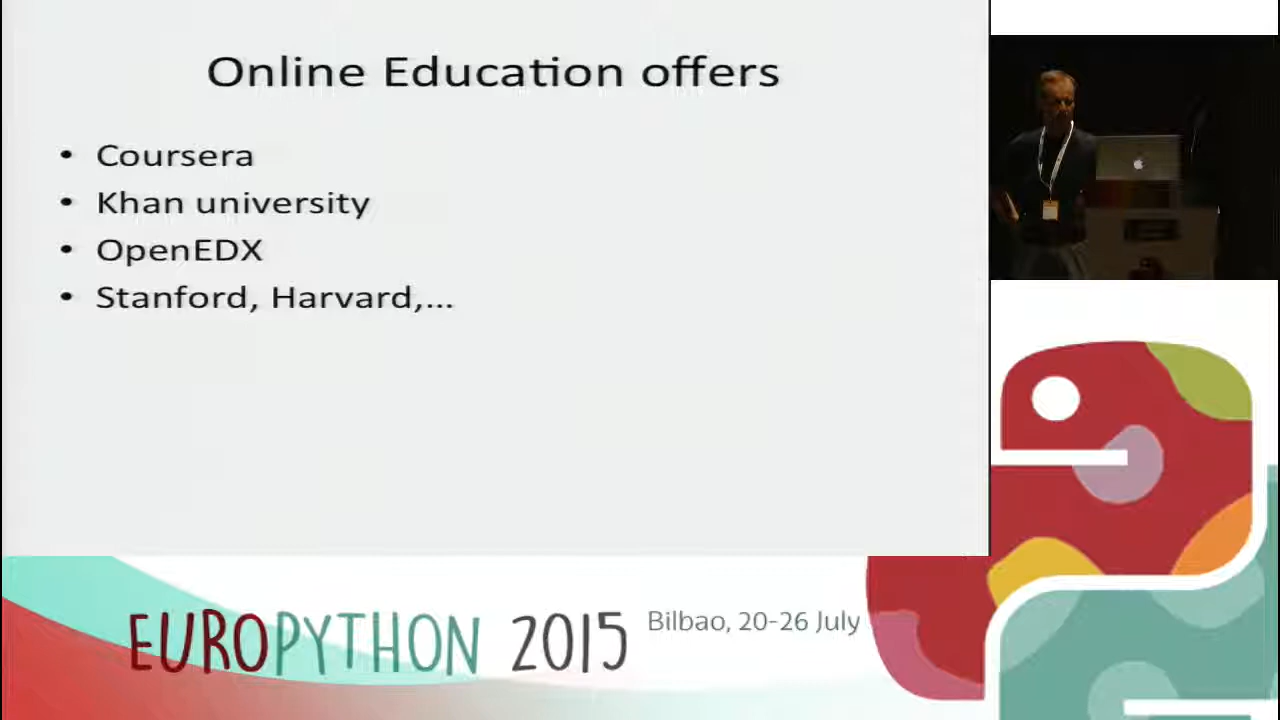 Online Education offers
• Coursera
• Khan university
• OpenEDX
• Stanford, Harvard,...
EUROPYTHON 2015
Bilbao, 20-26 July